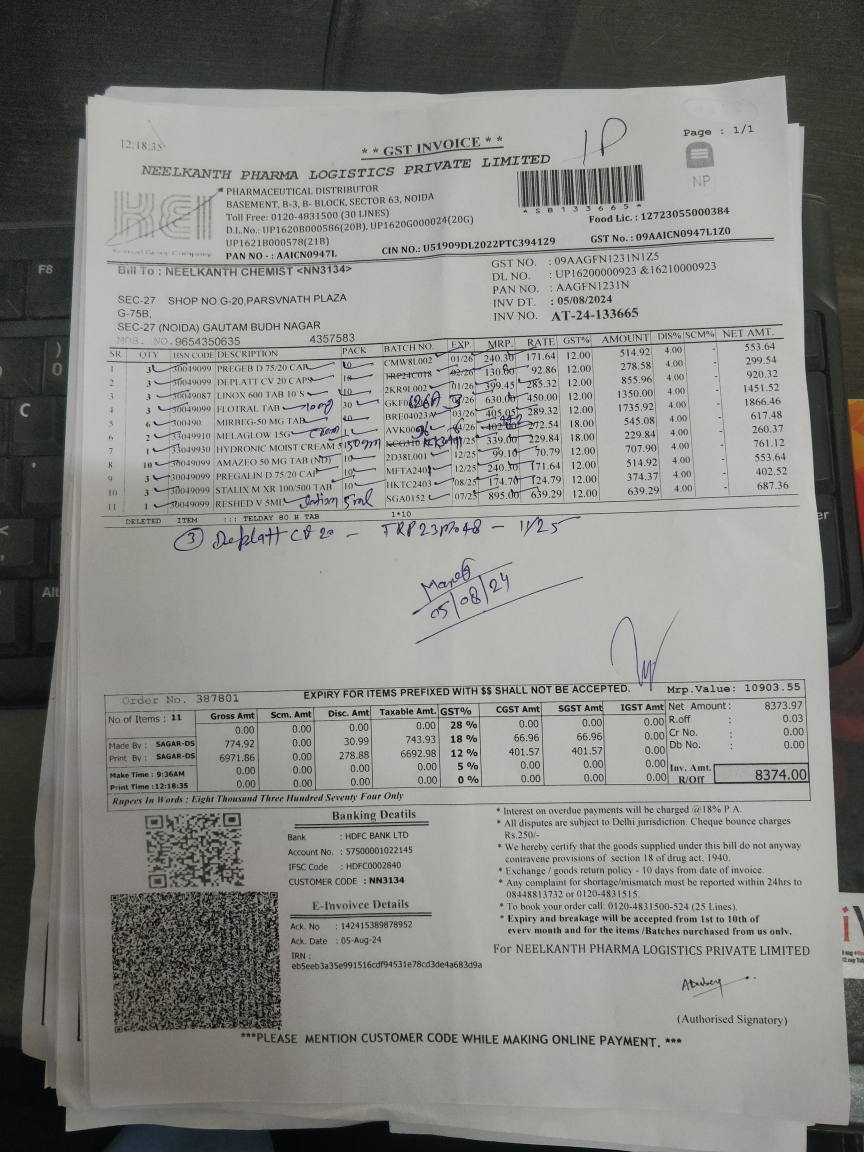 12:18:35
* * GST INVOICE * *
1P
Page : 1/1
NEELKANTH PHARMA LOGISTICS PRIVATE LIMITED
NP
PHARMACEUTICAL DISTRIBUTOR
BASEMENT, B-3, B- BLOCK, SECTOR 63, NOIDA
Toll Free: 0120-4831500 (30 LINES)
D.L.No.: UP1620B000586(20B), UP1620G000024(20G)
UP1621B000578(21B)
PAN NO - : AAICN0947L
CIN NO.: U51909DL2022PTC394129
*SB133665*
Food Lic. : 12723055000384
GST No. : 09AAICN0947L1Z0
Bill To : NEELKANTH CHEMIST <NN3134>
SEC-27 SHOP NO.G-20,PARSVNATH PLAZA
G-75B,
SEC-27 (NOIDA) GAUTAM BUDH NAGAR
MOB. NO.9654350635 4357583
GST NO. : 09AAGFN1231N1Z5
DL NO. : UP16200000923 &16210000923
PAN NO. : AAGFN1231N
INV DT. : 05/08/2024
INV NO. AT-24-133665
SR QTY HSN CODE DESCRIPTION PACK BATCH NO. EXP. MRP. RATE GST% AMOUNT DIS% SCM% NET AMT.
1 3 30049099 PREGEB D 75/20 CAP 10 CMW8L002 01/26 240.30 171.64 12.00 514.92 4.00 - 553.64
2 3 30049099 DEPLATT CV 20 CAPS TRP24C018 02/26 130.00 92.86 12.00 278.58 4.00 - 299.54
3 3 30049087 LINOX 600 TAB 10'S 10 2KR9L002 01/26 399.45 285.32 12.00 855.96 4.00 - 920.32
4 3 30049099 FLOTRAL TAB 10mg 30 630.00 450.00 12.00 1350.00 4.00 - 1451.52
5 6 300490 MIRBEG-50 MG TAB BRE04023A 03/26 405.05 289.32 12.00 1735.92 4.00 - 1866.46
6 2 33049910 MELAGLOW 15G cream 272.54 18.00 545.08 4.00 - 617.48
7 1 33049930 HYDRONIC MOIST CREAM 150gm 339.00 229.84 18.00 229.84 4.00 - 260.37
8 10 30049099 AMAZEO 50 MG TAB (ND) 10 2D38L001 12/25 99.10 70.79 12.00 707.90 4.00 - 761.12
9 3 30049099 PREGALIN D 75/20 CAP 10 12/25 240.30 171.64 12.00 514.92 4.00 - 553.64
10 3 30049099 STALIX M XR 100/500 TAB 10 HKTC2403 08/25 174.70 124.79 12.00 374.37 4.00 - 402.52
11 1 30049099 RESHED V 5ML lotion 5ml SGA0152 07/25 895.00 639.29 12.00 639.29 4.00 - 687.36
DELETED ITEM ::: TELDAY 80 H TAB 1*10
③ Deplatt CV 20 - TRP23M048 - 11/25
05/08/24
Order No. 387801
EXPIRY FOR ITEMS PREFIXED WITH $$ SHALL NOT BE ACCEPTED.
Mrp.Value: 10903.55
No of Items : 11
Gross Amt Scm. Amt Disc. Amt Taxable Amt. GST% CGST Amt SGST Amt IGST Amt
0.00 0.00 0.00 0.00 28 % 0.00 0.00 0.00
774.92 0.00 30.99 743.93 18 % 66.96 66.96 0.00
6971.86 0.00 278.88 6692.98 12 % 401.57 401.57 0.00
0.00 0.00 0.00 0.00 5 % 0.00 0.00 0.00
0.00 0.00 0.00 0.00 0 % 0.00 0.00 0.00
Made By : SAGAR-DS
Print By : SAGAR-DS
Make Time : 9:36AM
Print Time :12:18:35
Net Amount: 8373.97
R.off : 0.03
Cr No. : 0.00
Db No. : 0.00
Inv. Amt. R/Off 8374.00
Rupees In Words : Eight Thousand Three Hundred Seventy Four Only
Banking Deatils
Bank : HDFC BANK LTD
Account No. : 57500001022145
IFSC Code : HDFC0002840
CUSTOMER CODE : NN3134
E-Invoivee Details
Ack. No : 142415389878952
Ack. Date : 05-Aug-24
IRN :
eb5eeb3a35e991516cdf94531e78cd3de4a683d9a
* Interest on overdue payments will be charged @18% P.A.
* All disputes are subject to Delhi jurisdiction. Cheque bounce charges
Rs.250/-
* We hereby certify that the goods supplied under this bill do not anyway
contravene provisions of section 18 of drug act, 1940.
* Exchange / goods return policy - 10 days from date of invoice.
* Any complaint for shortage/mismatch must be reported within 24hrs to
08448813732 or 0120-4831515.
* To book your order call: 0120-4831500-524 (25 Lines).
* Expiry and breakage will be accepted from 1st to 10th of
every month and for the items /Batches purchased from us only.
For NEELKANTH PHARMA LOGISTICS PRIVATE LIMITED
(Authorised Signatory)
***PLEASE MENTION CUSTOMER CODE WHILE MAKING ONLINE PAYMENT. ***
F8
C
Alt